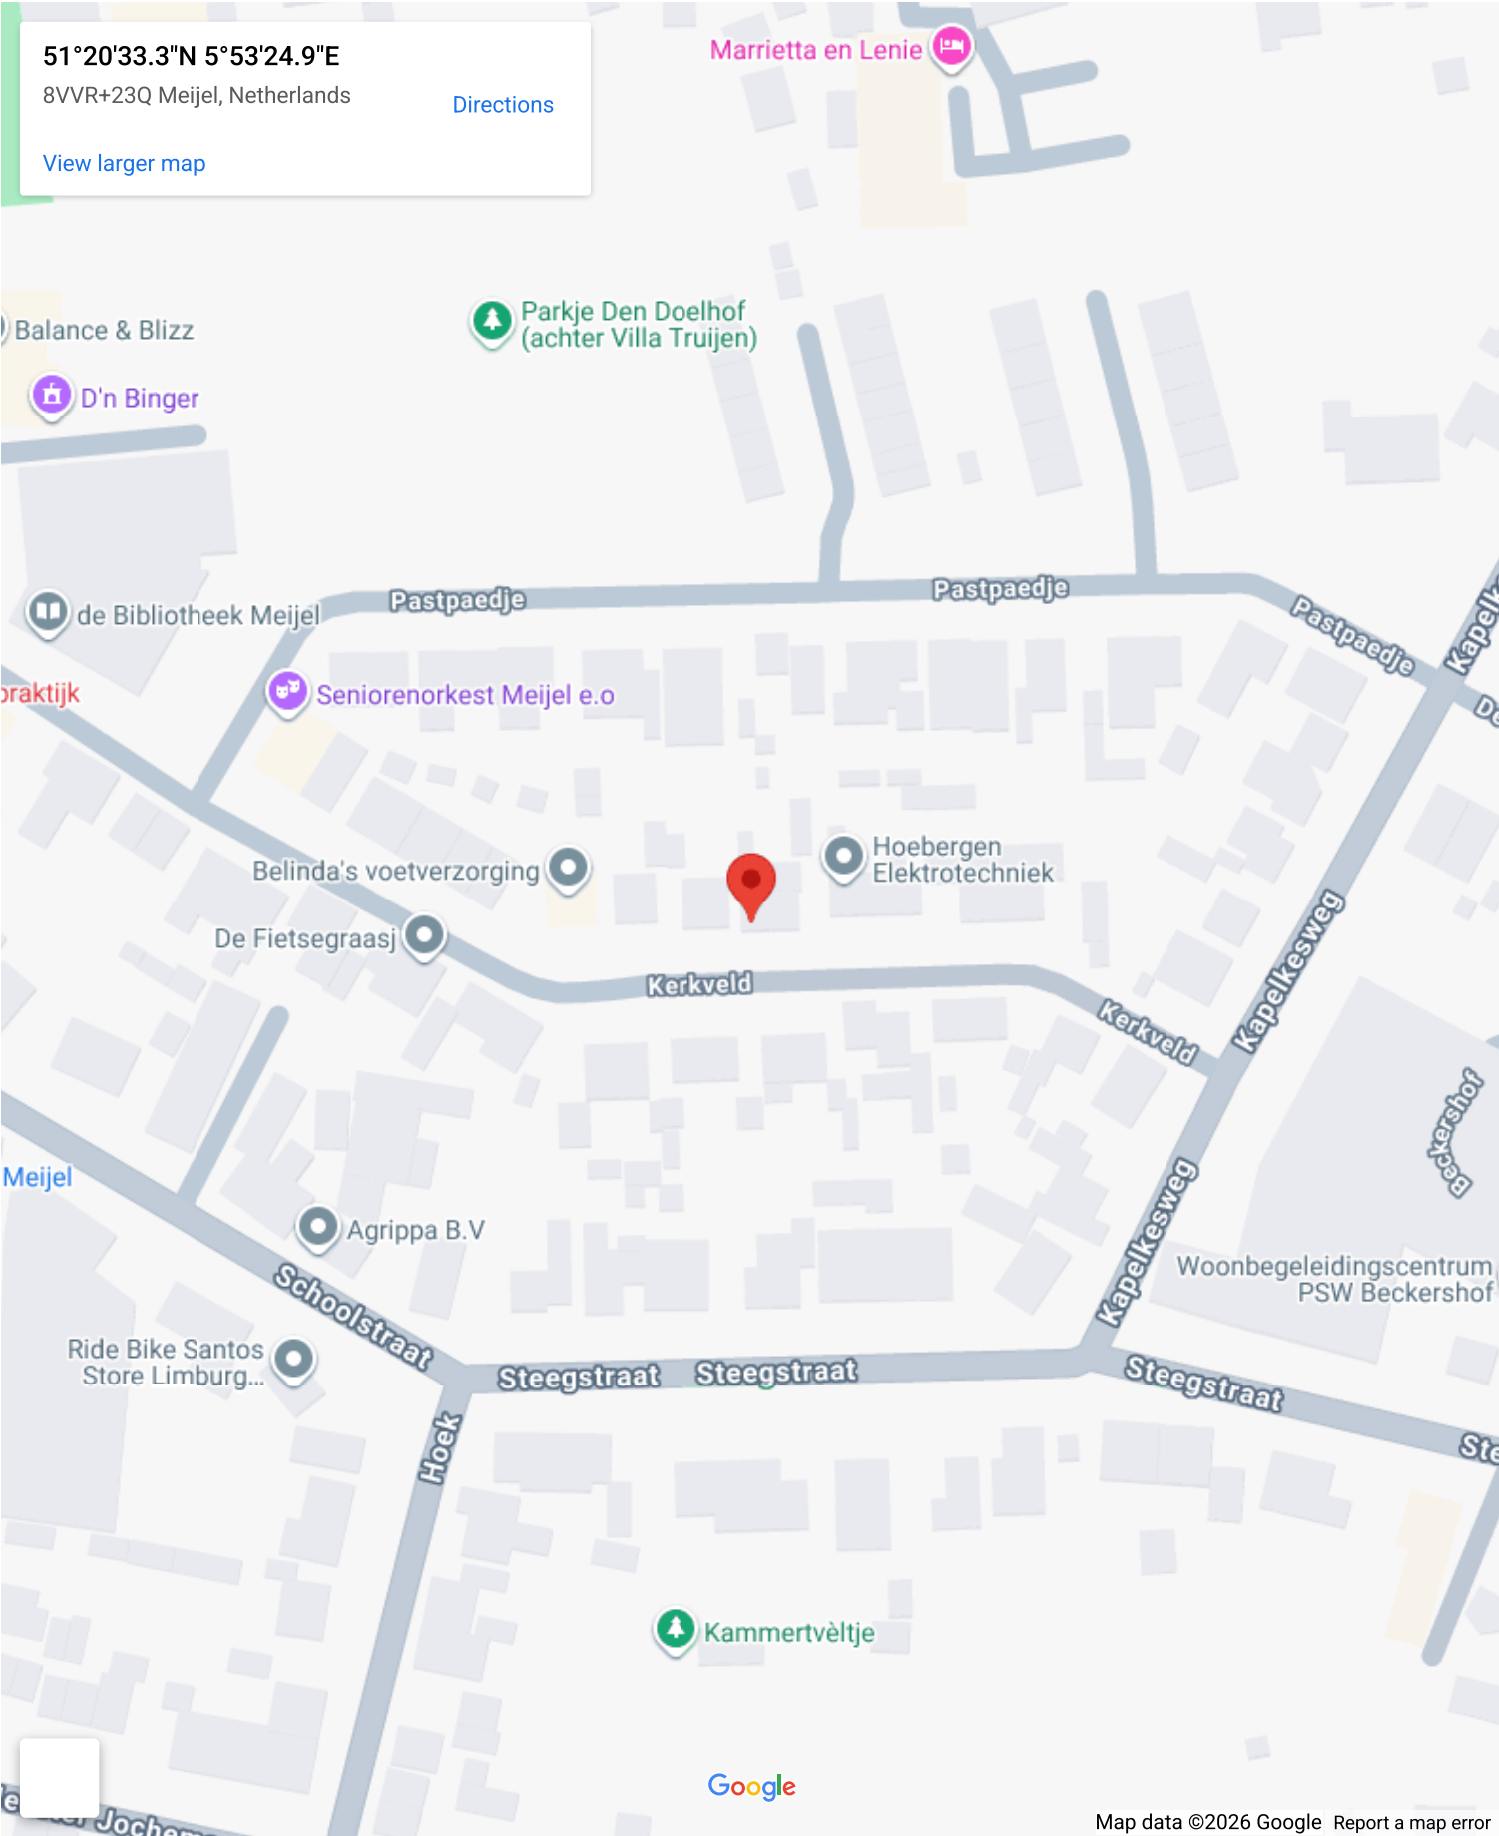 51°20'33.3"N 5°53'24.9"E
8VVR+23Q Meijel, Netherlands
Directions
View larger map
Marrietta en Lenie
Parkje Den Doelhof
(achter Villa Truijen)
Balance & Blizz
D'n Binger
Pastpaedje
Pastpaedje
Pastpaedje
de Bibliotheek Meijel
praktijk
Seniorenorkest Meijel e.o
Belinda's voetverzorging
Hoebergen
Elektrotechniek
De Fietsegraasj
Kerkveld
Kerkveld
Kapelkesweg
Beckershof
Meijel
Agrippa B.V
Kapelkesweg
Woonbegeleidingscentrum
PSW Beckershof
Schoolstraat
Ride Bike Santos
Store Limburg...
Steegstraat
Steegstraat
Steegstraat
Hoek
Kammertvèltje
Google
Map data ©2026 Google
Report a map error